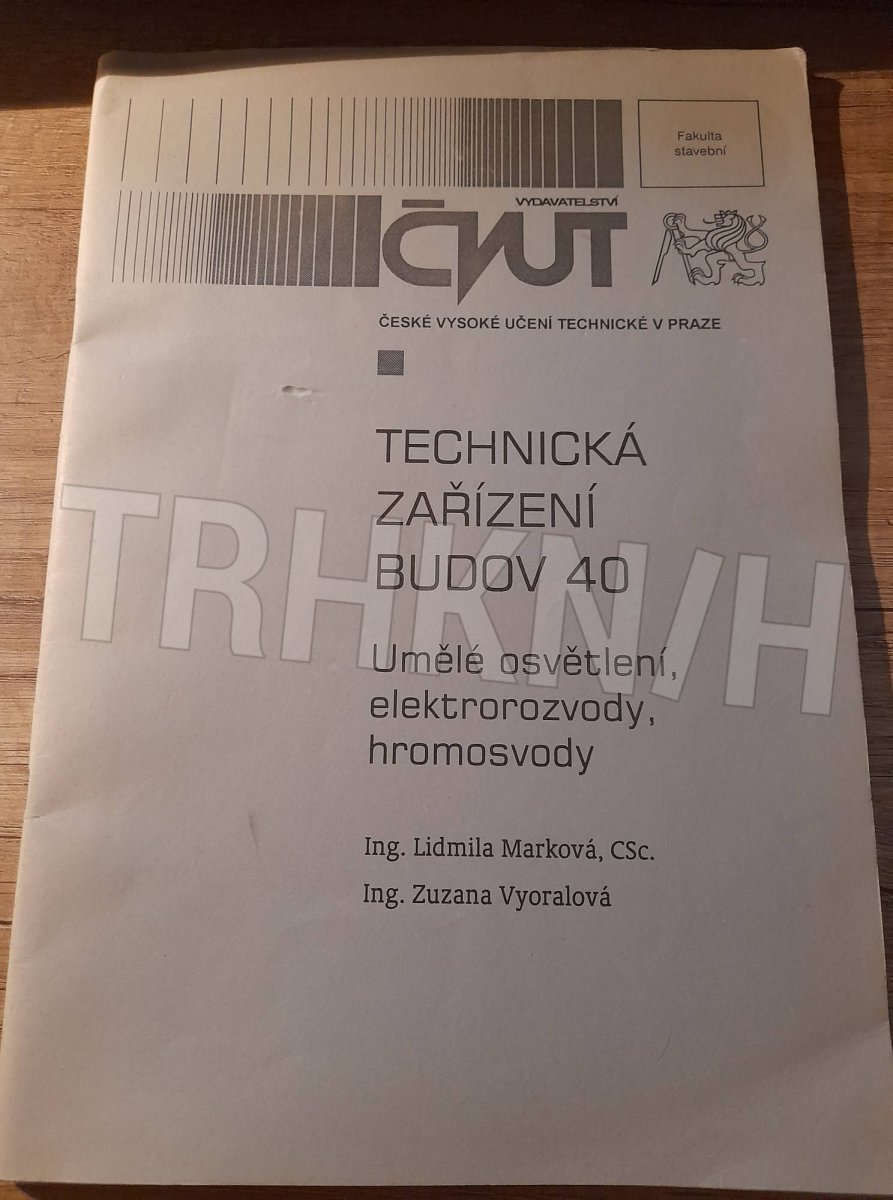 Fakulta
stavební
VYDAVATELSTVÍ
ČVUT
ČESKÉ VYSOKÉ UČENÍ TECHNICKÉ V PRAZE
TECHNICKÁ
ZAŘÍZENÍ
BUDOV 40
TRHKN/H
Umělé osvětlení,
elektrorozvody,
hromosvody
Ing. Lidmila Marková, CSc.
Ing. Zuzana Vyoralová